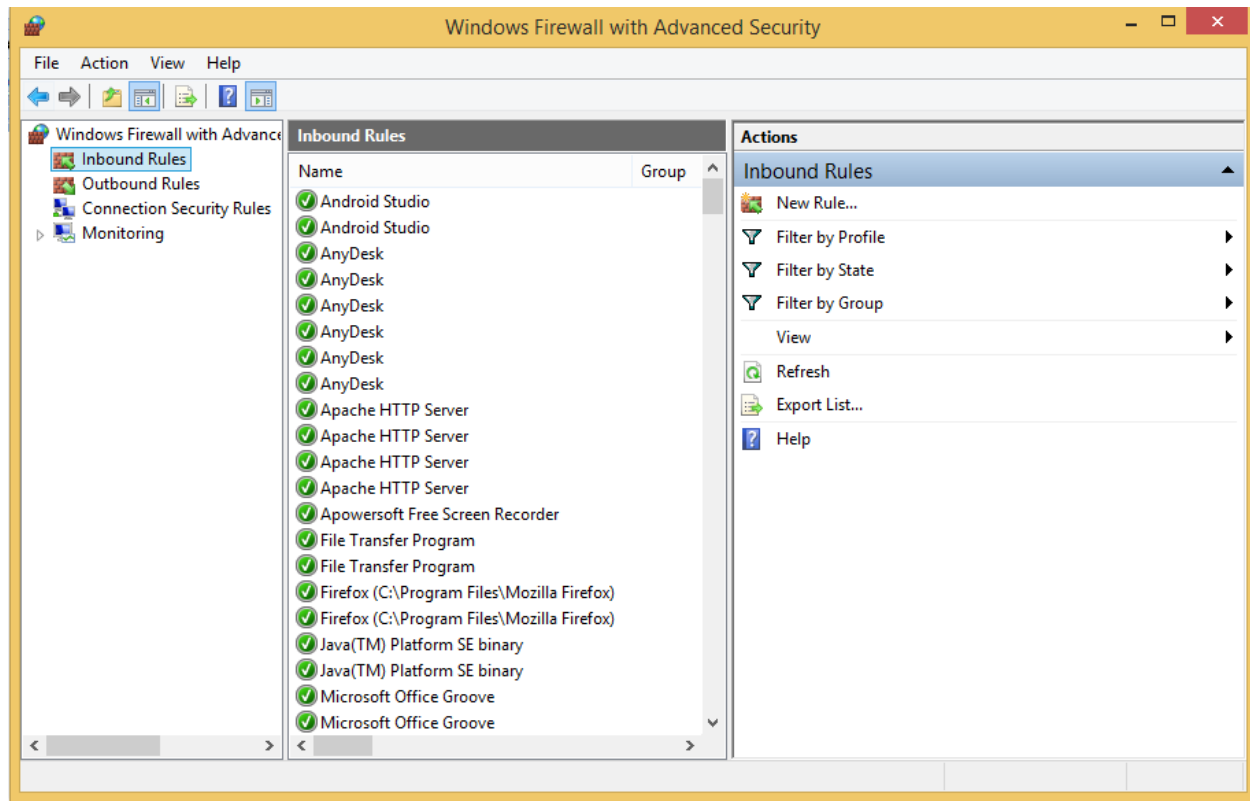 Windows Firewall with Advanced Security
File Action View Help
Windows Firewall with Advance
Inbound Rules
Outbound Rules
Connection Security Rules
Monitoring
Inbound Rules
Name Group
Android Studio
Android Studio
AnyDesk
AnyDesk
AnyDesk
AnyDesk
AnyDesk
AnyDesk
Apache HTTP Server
Apache HTTP Server
Apache HTTP Server
Apache HTTP Server
Apowersoft Free Screen Recorder
File Transfer Program
File Transfer Program
Firefox (C:\Program Files\Mozilla Firefox)
Firefox (C:\Program Files\Mozilla Firefox)
Java(TM) Platform SE binary
Java(TM) Platform SE binary
Microsoft Office Groove
Microsoft Office Groove
Actions
Inbound Rules
New Rule...
Filter by Profile
Filter by State
Filter by Group
View
Refresh
Export List...
Help